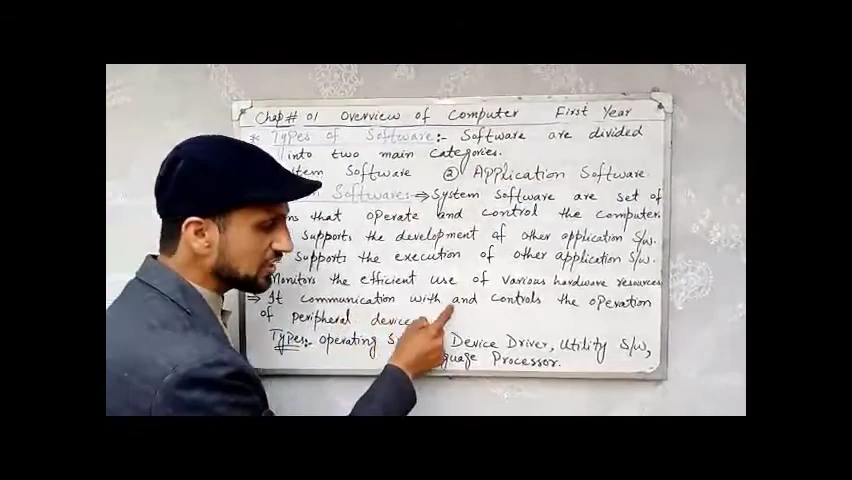 Chap# 01 Overview of Computer First Year
* Types of Software:- Software are divided
into two main categories.
tem Software ② Application Software
Softwares:⇒ System Software are set of
ns that operate and control the Computer.
supports the development of other application S/w.
supports the execution of other application S/w.
Monitors the efficient use of various hardware resources
⇒ It communication with and controls the operation
of peripheral devices
Types:- operating S Device Driver, Utility S/w,
guage Processor.